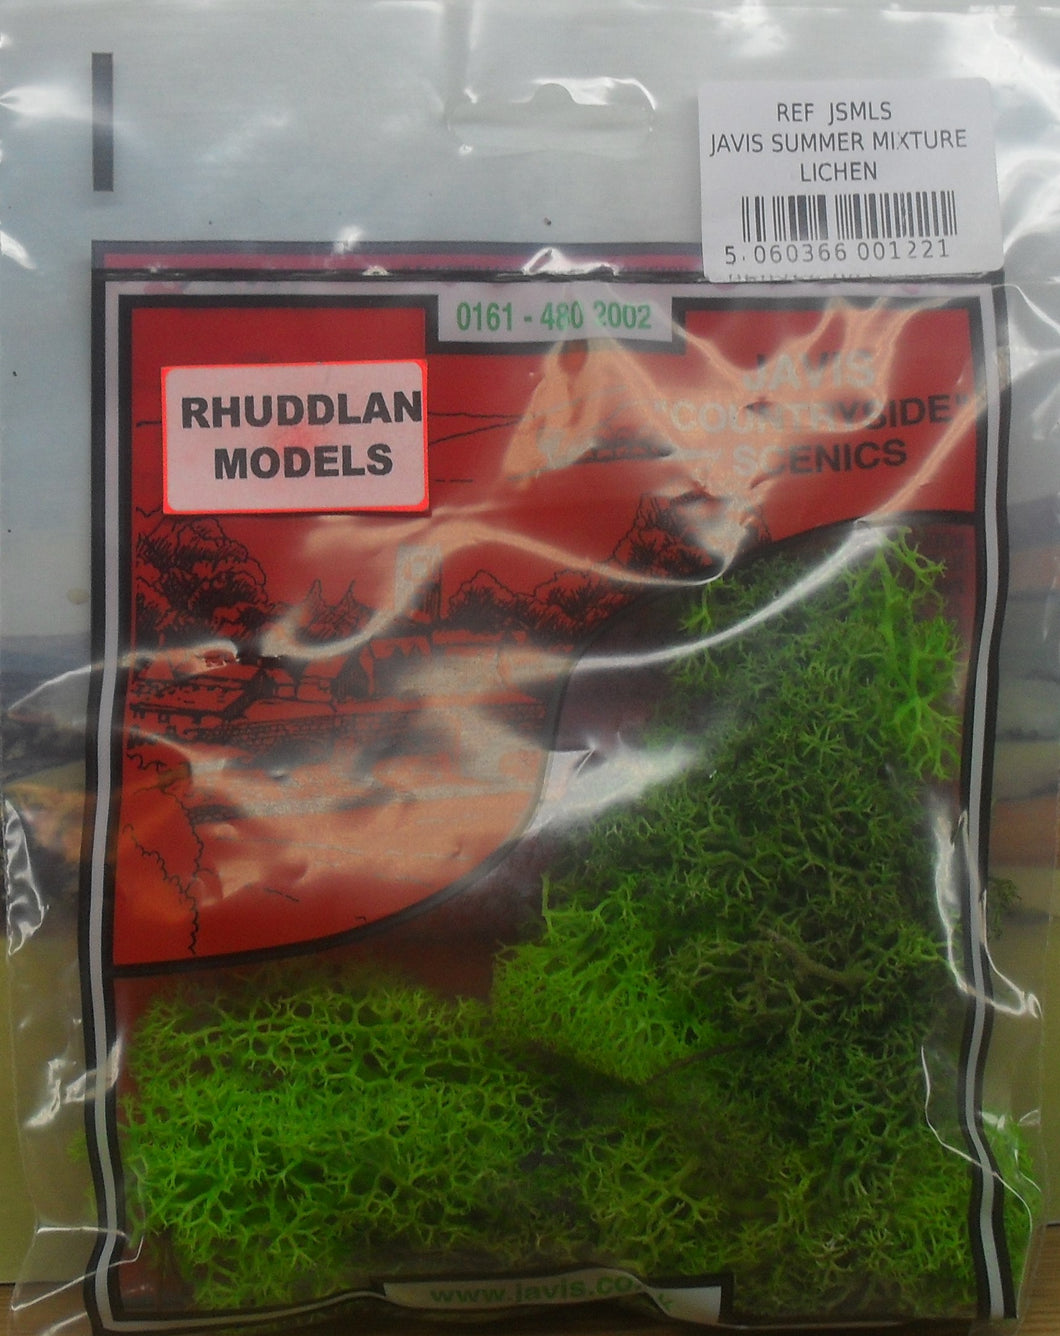 REF JSMLS
JAVIS SUMMER MIXTURE
LICHEN
5 060366 001221
0161 - 480 2002
RHUDDLAN
MODELS
JAVIS
"COUNTRYSIDE"
SCENICS
www.javis.co.